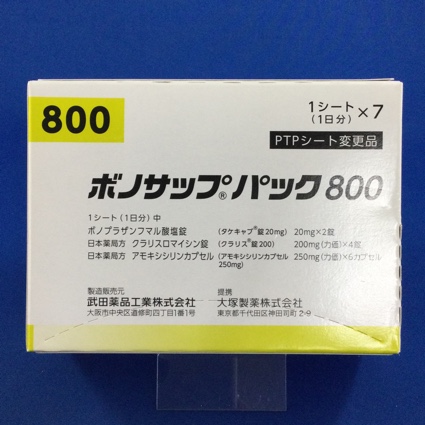 800
1シート
(1日分)
×7
PTPシート変更品
ボノサップ®パック800
1シート(1日分)中
ボノプラザンフマル酸塩錠 (タケキャブ®錠20mg) 20mg×2錠
日本薬局方 クラリスロマイシン錠 (クラリス®錠200) 200mg(力価)×4錠
日本薬局方 アモキシシリンカプセル (アモキシシリンカプセル 250mg(力価)×6カプセル
250mg)
製造販売元 提携
武田薬品工業株式会社 大塚製薬株式会社
大阪市中央区道修町四丁目1番1号 東京都千代田区神田司町2-9